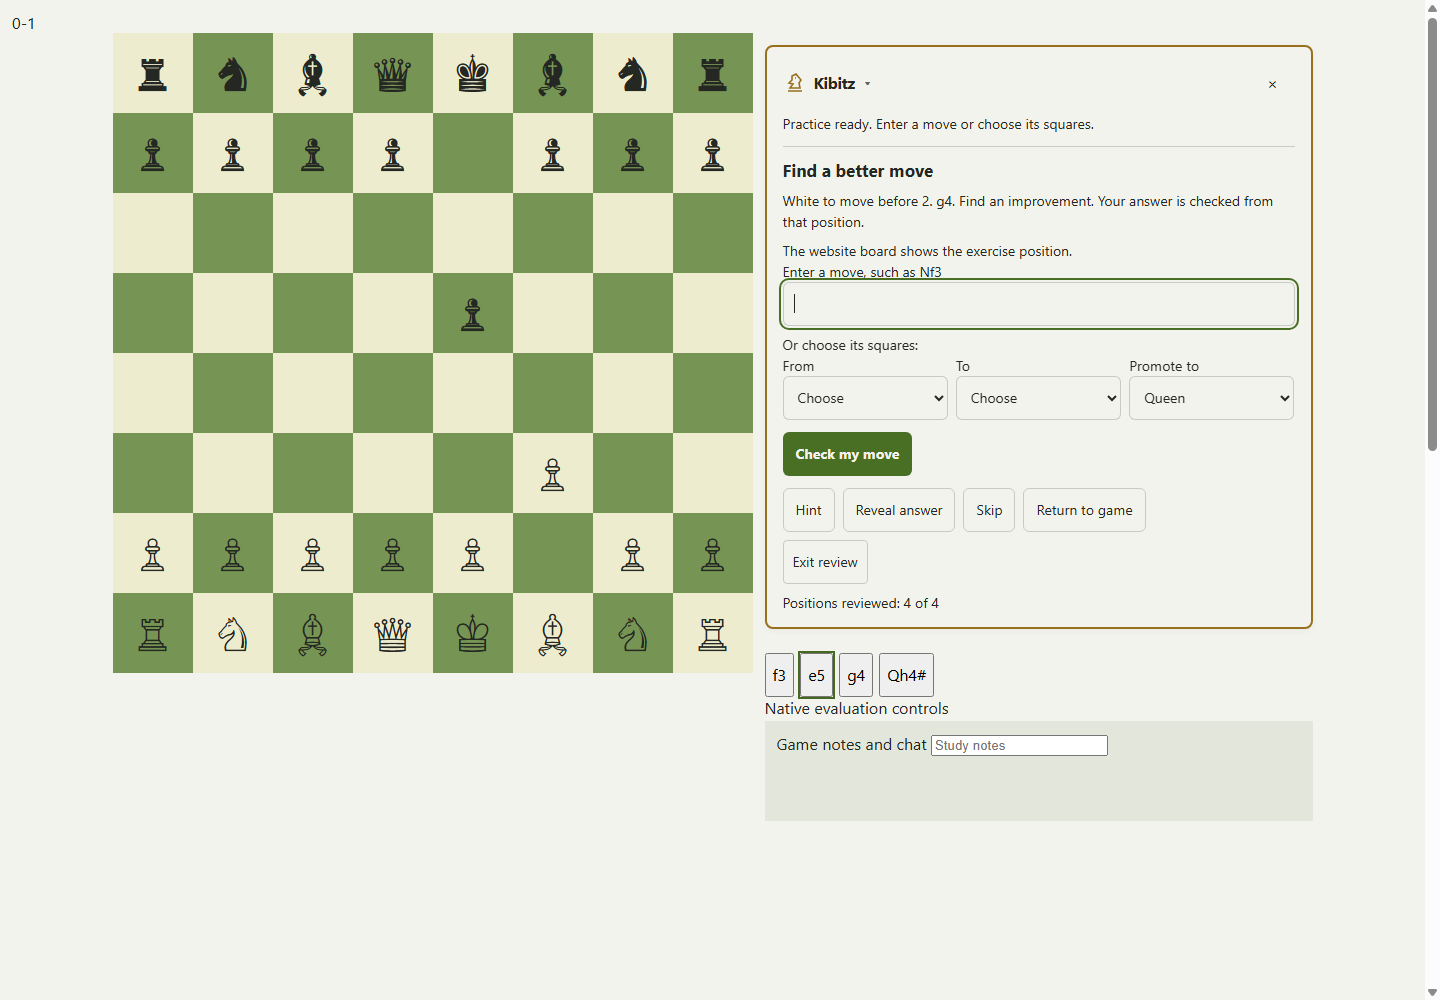 0-1
Kibitz
Practice ready. Enter a move or choose its squares.
Find a better move
White to move before 2. g4. Find an improvement. Your answer is checked from
that position.
The website board shows the exercise position.
Enter a move, such as Nf3
Or choose its squares:
From To Promote to
Choose Choose Queen
Check my move
Hint Reveal answer Skip Return to game
Exit review
Positions reviewed: 4 of 4
f3 e5 g4 Qh4#
Native evaluation controls
Game notes and chat Study notes